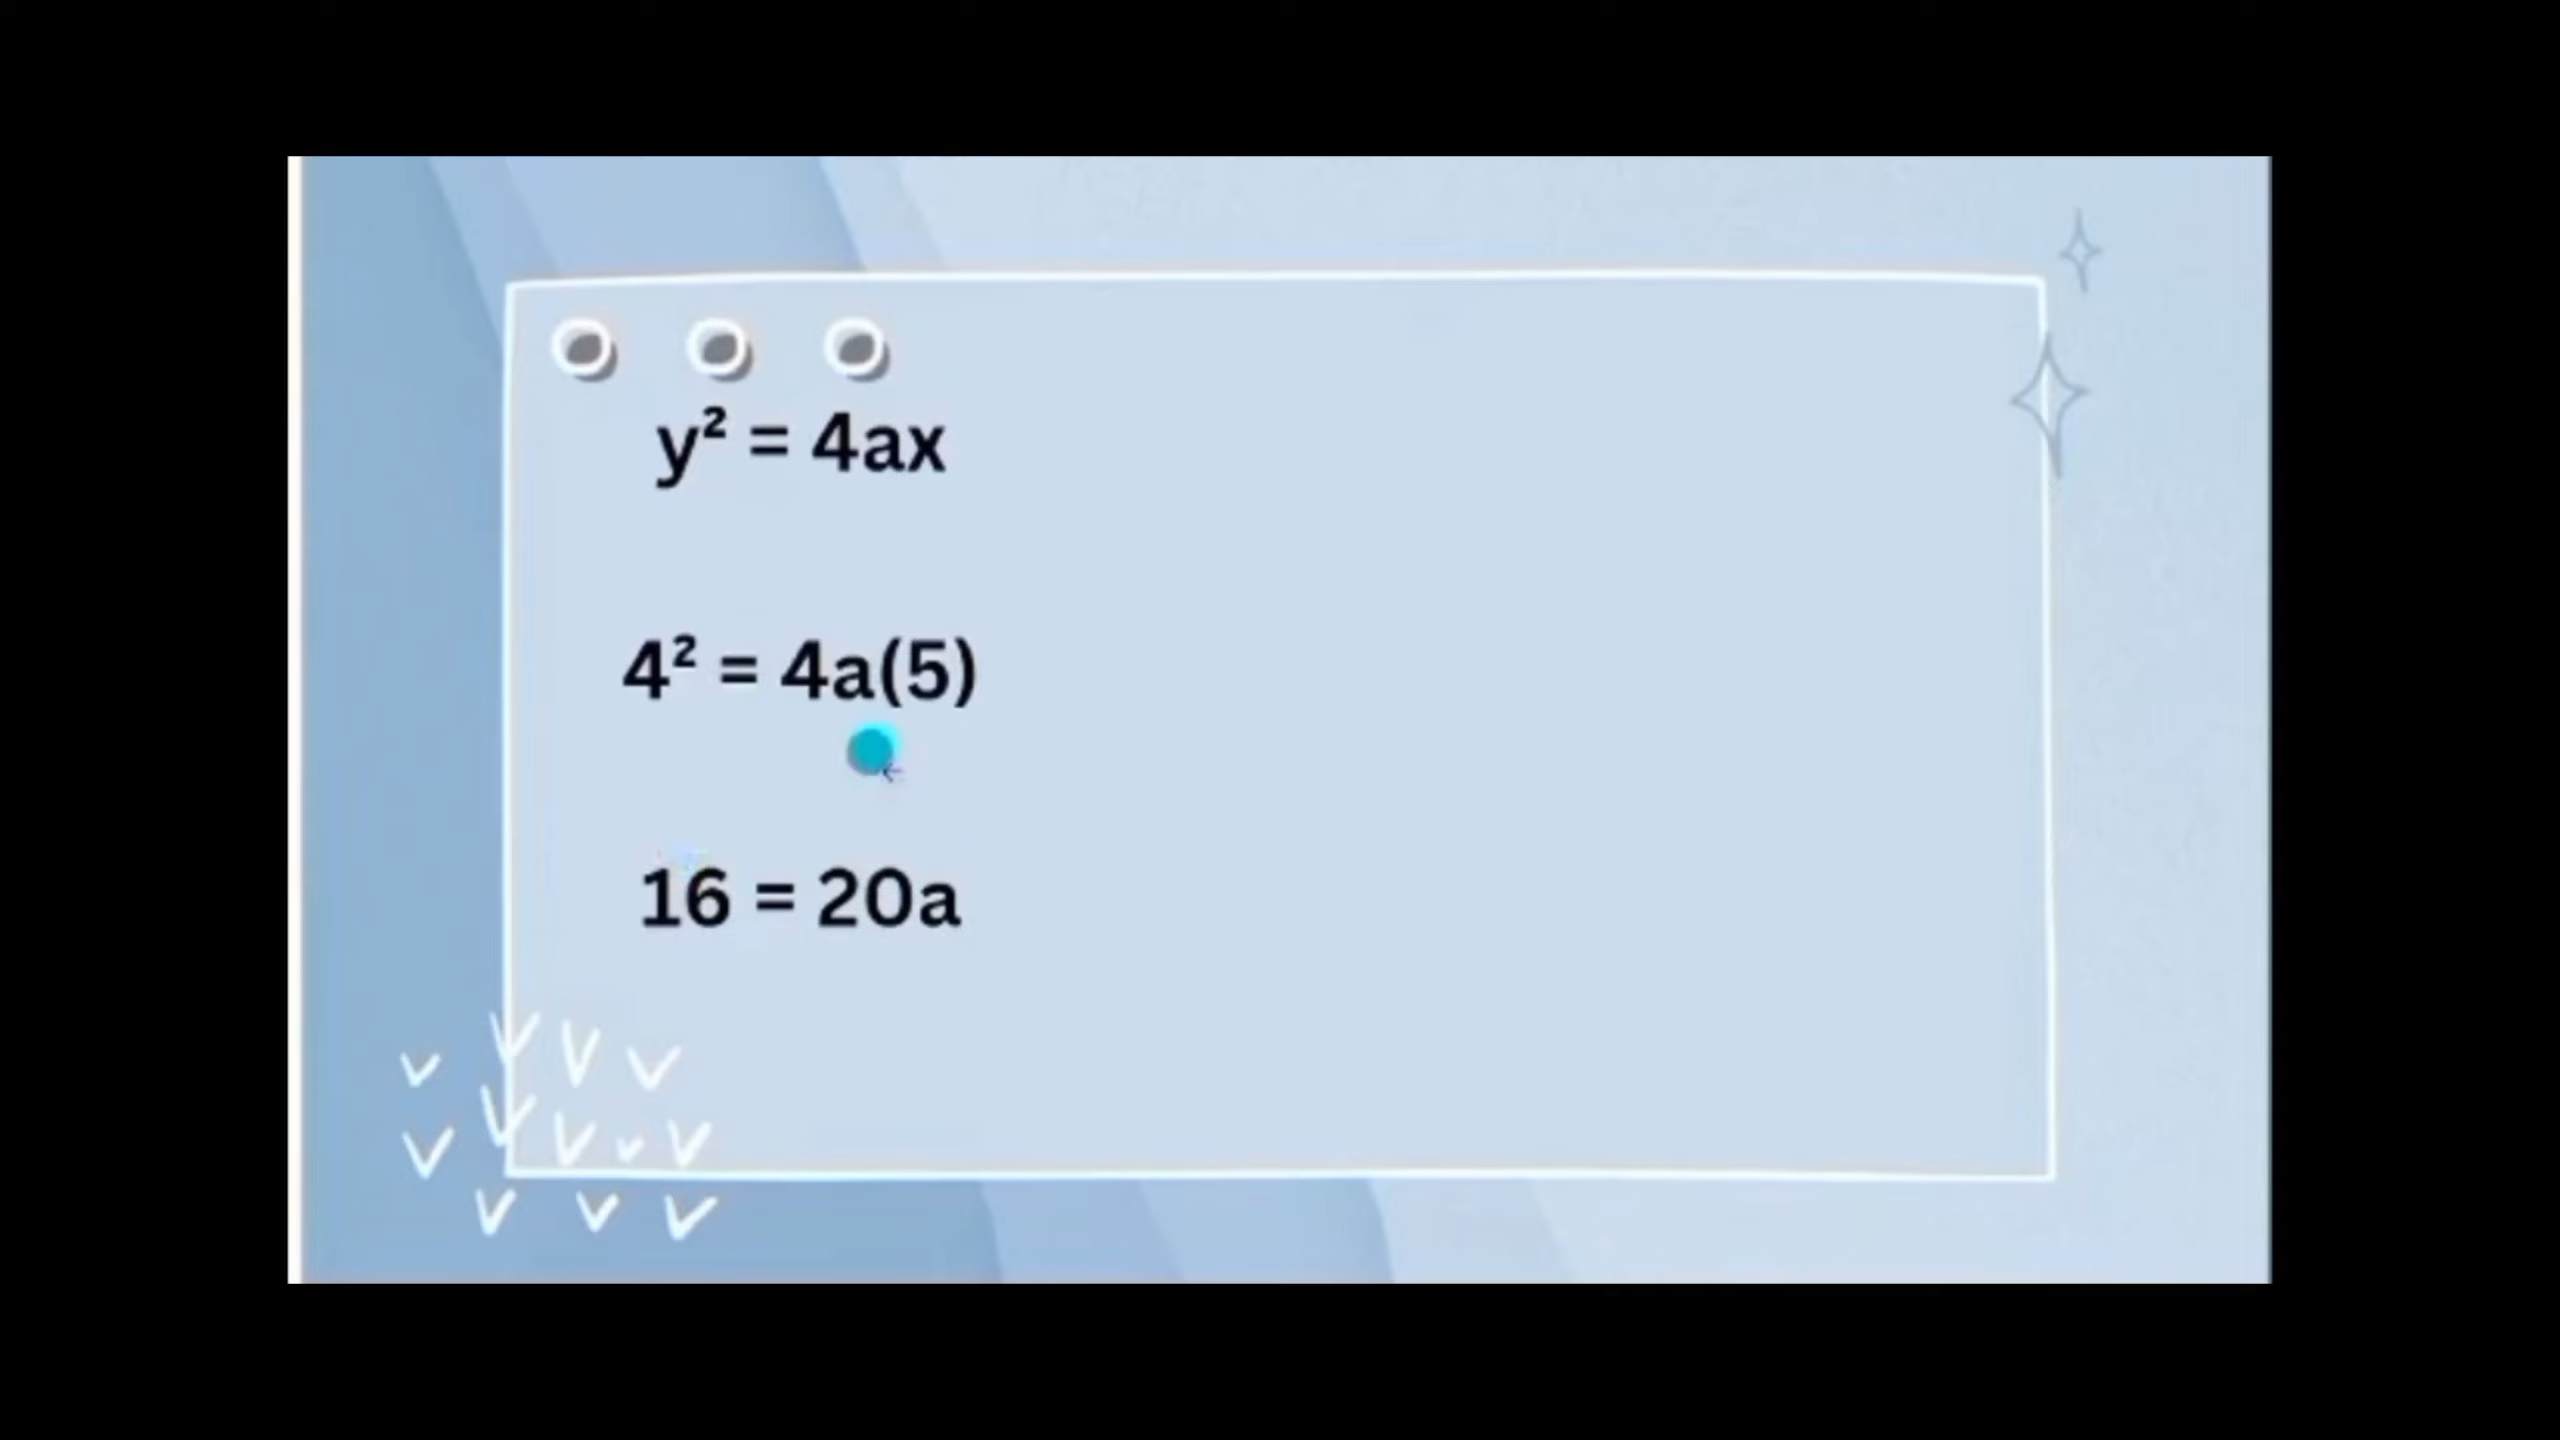 y² = 4ax
4² = 4a(5)
16 = 20a